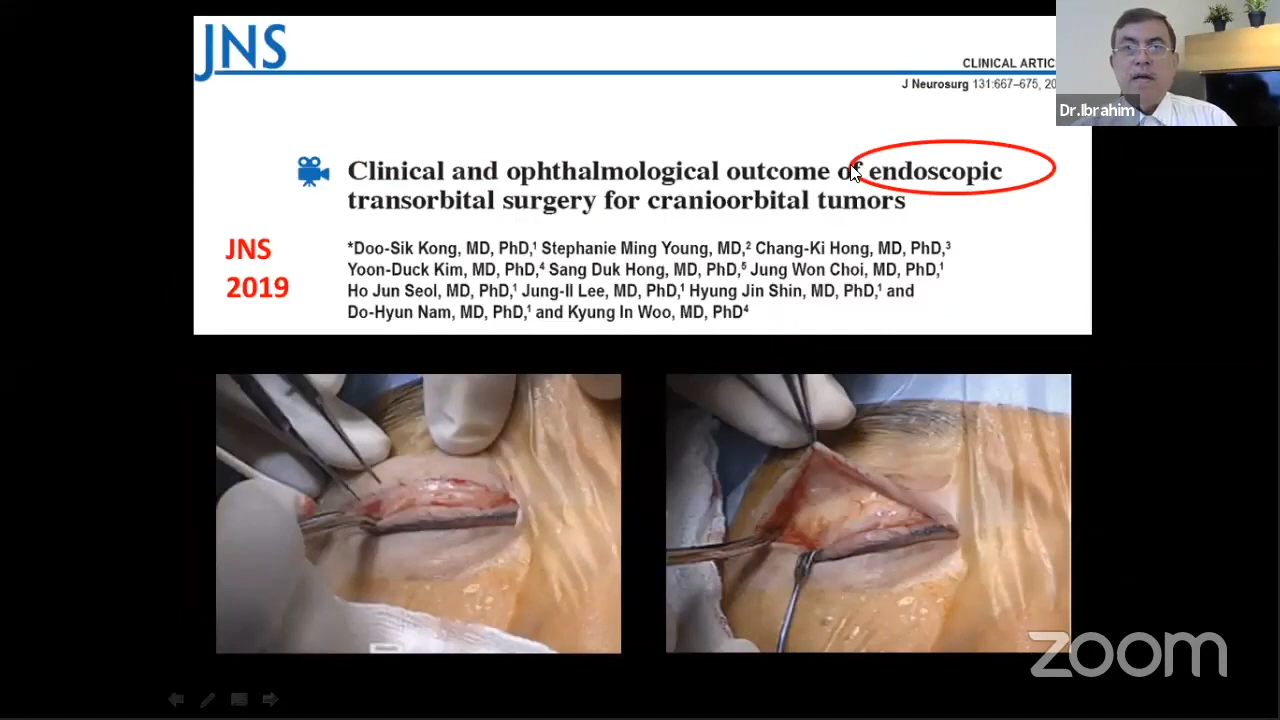 JNS
CLINICAL ARTIC
J Neurosurg 131:667–675, 20
Dr.Ibrahim
Clinical and ophthalmological outcome of endoscopic
transorbital surgery for cranioorbital tumors
JNS
2019
*Doo-Sik Kong, MD, PhD,1 Stephanie Ming Young, MD,2 Chang-Ki Hong, MD, PhD,3
Yoon-Duck Kim, MD, PhD,4 Sang Duk Hong, MD, PhD,5 Jung Won Choi, MD, PhD,1
Ho Jun Seol, MD, PhD,1 Jung-Il Lee, MD, PhD,1 Hyung Jin Shin, MD, PhD,1 and
Do-Hyun Nam, MD, PhD,1 and Kyung In Woo, MD, PhD4
zoom